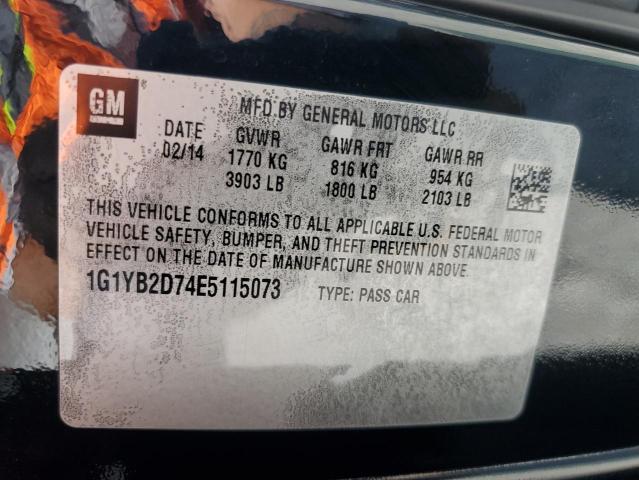 GM
MFD.BY GENERAL MOTORS LLC
DATE GVWR GAWR FRT GAWR RR
02/14 1770 KG 816 KG 954 KG
3903 LB 1800 LB 2103 LB
THIS VEHICLE CONFORMS TO ALL APPLICABLE U.S. FEDERAL MOTOR
VEHICLE SAFETY, BUMPER, AND THEFT PREVENTION STANDARDS IN
EFFECT ON THE DATE OF MANUFACTURE SHOWN ABOVE.
1G1YB2D74E5115073 TYPE: PASS CAR